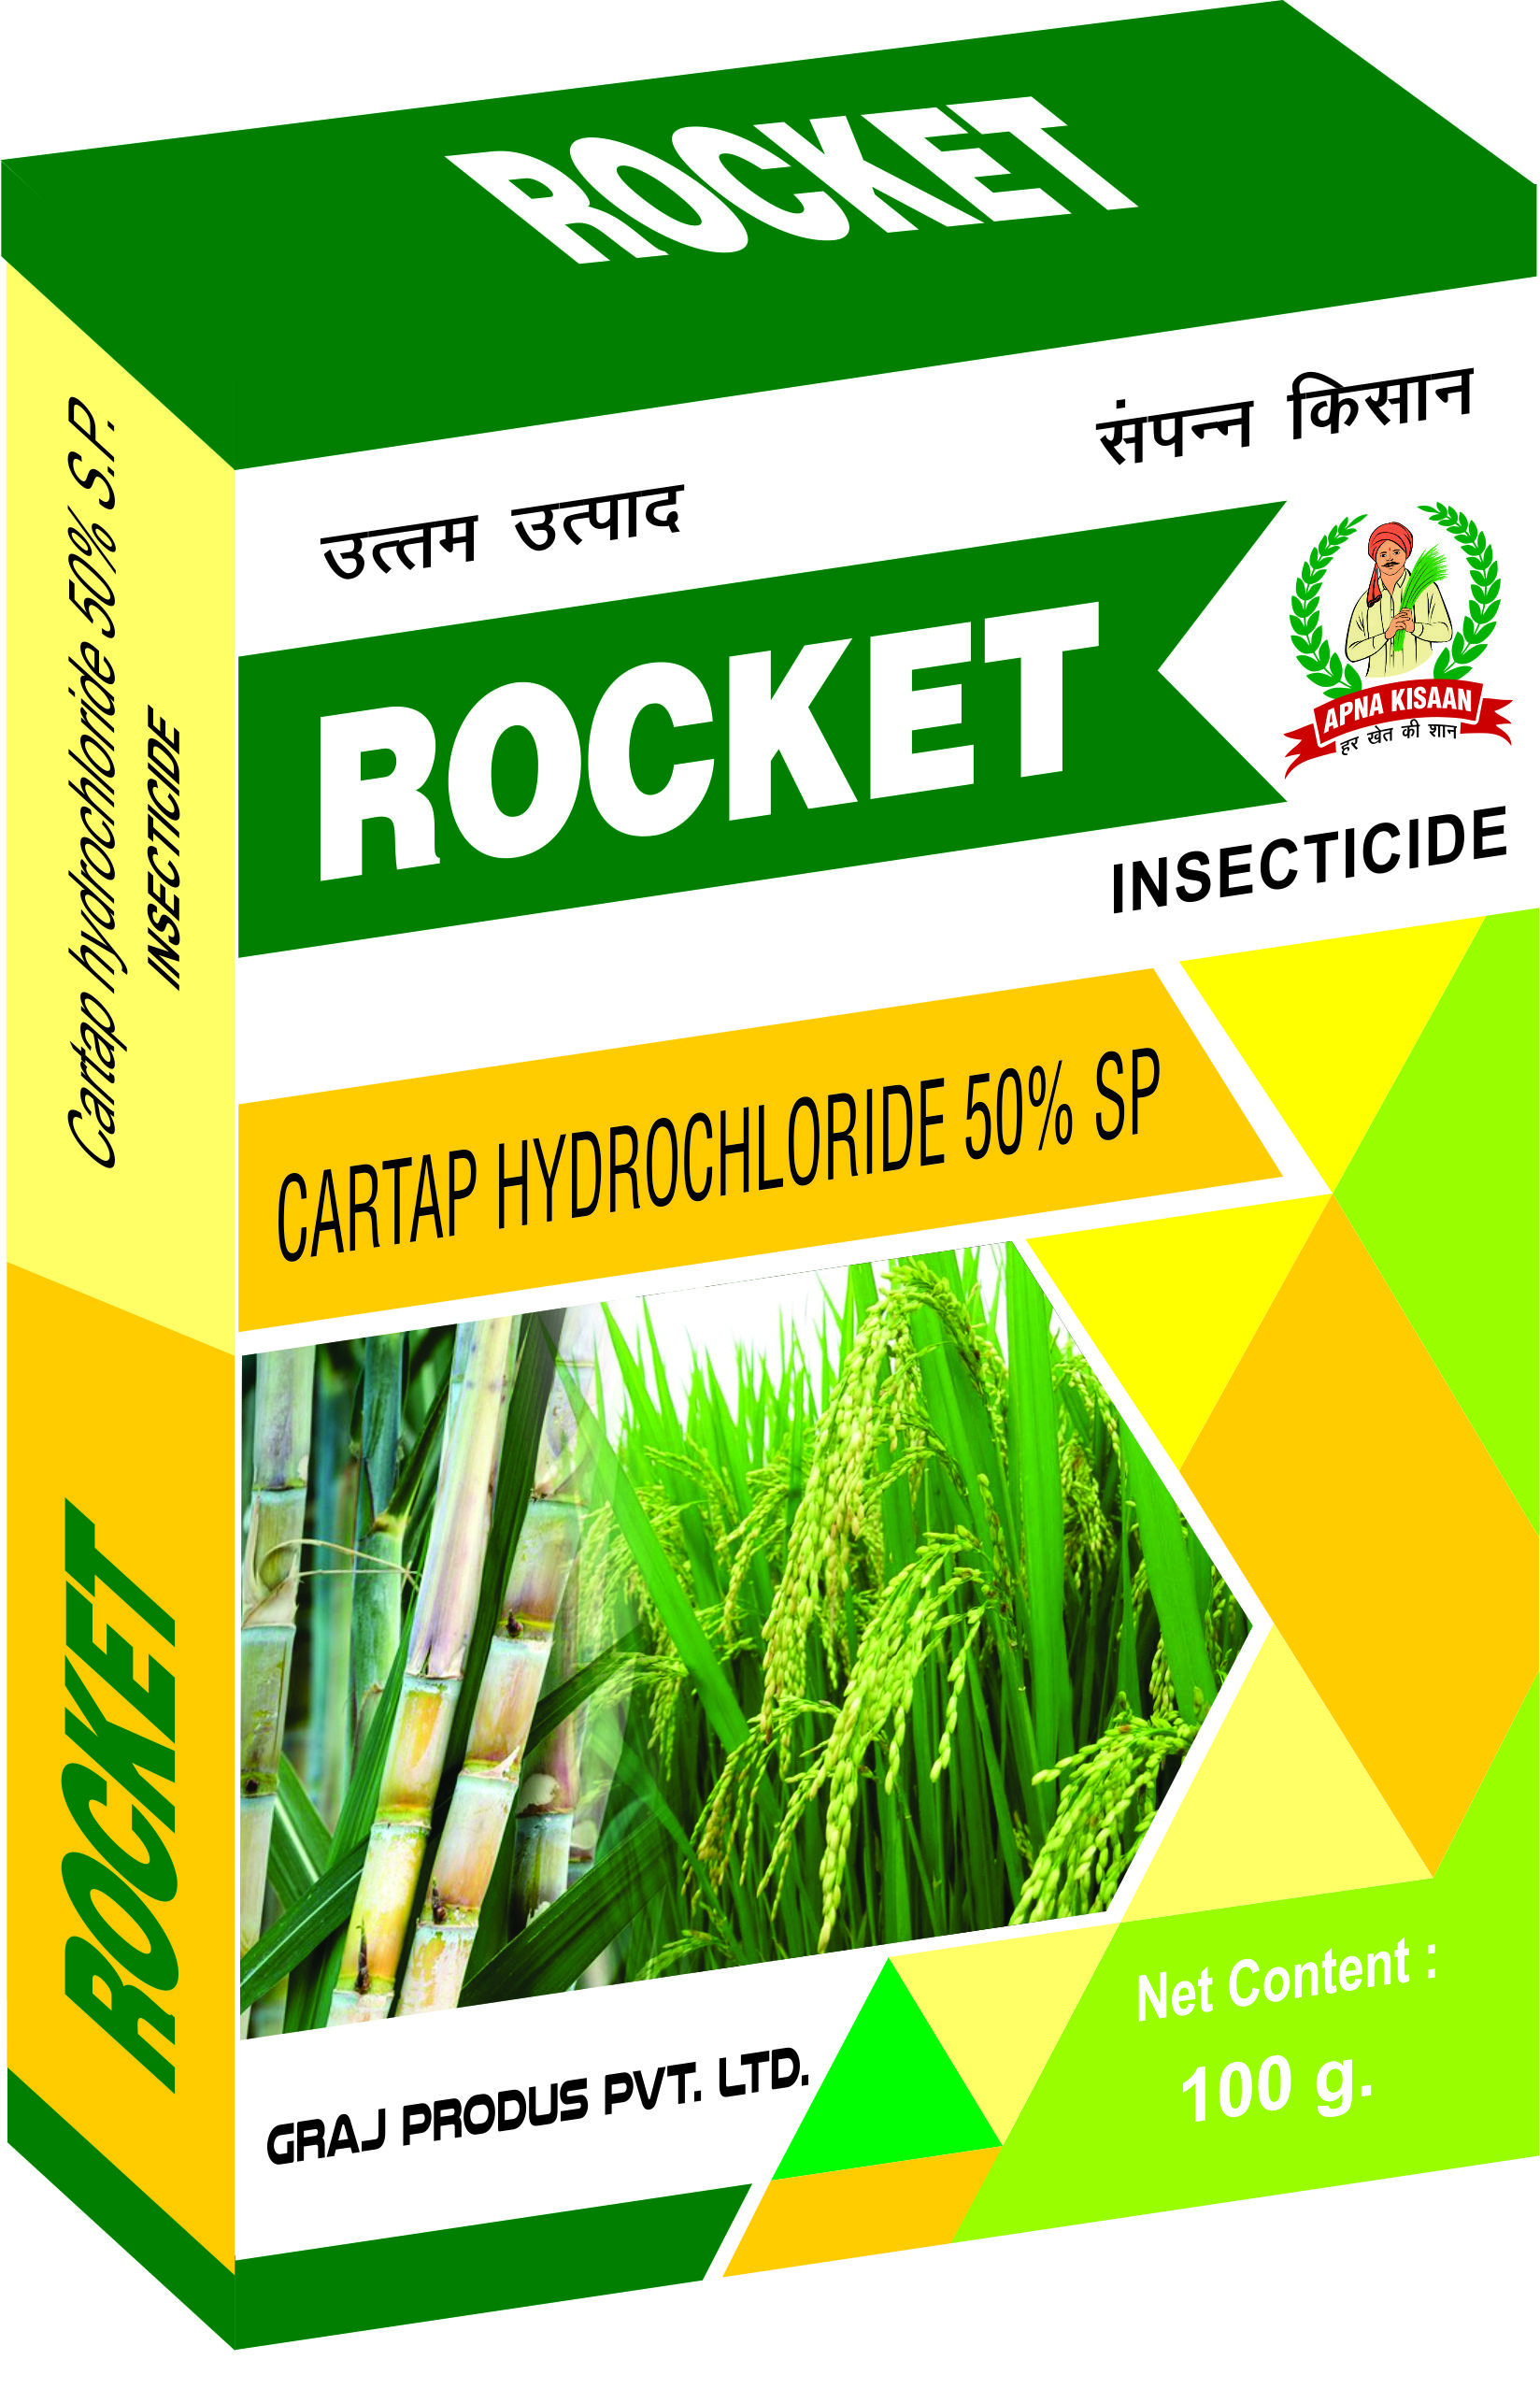 ROCKET
उत्तम उत्पाद
संपन्न किसान
ROCKET
APNA KISAAN
हर खेत की शान
INSECTICIDE
CARTAP HYDROCHLORIDE 50% SP
GRAJ PRODUS PVT. LTD.
Net Content :
100 g.
Cartap hydrochloride 50% S.P.
INSECTICIDE
ROCKET